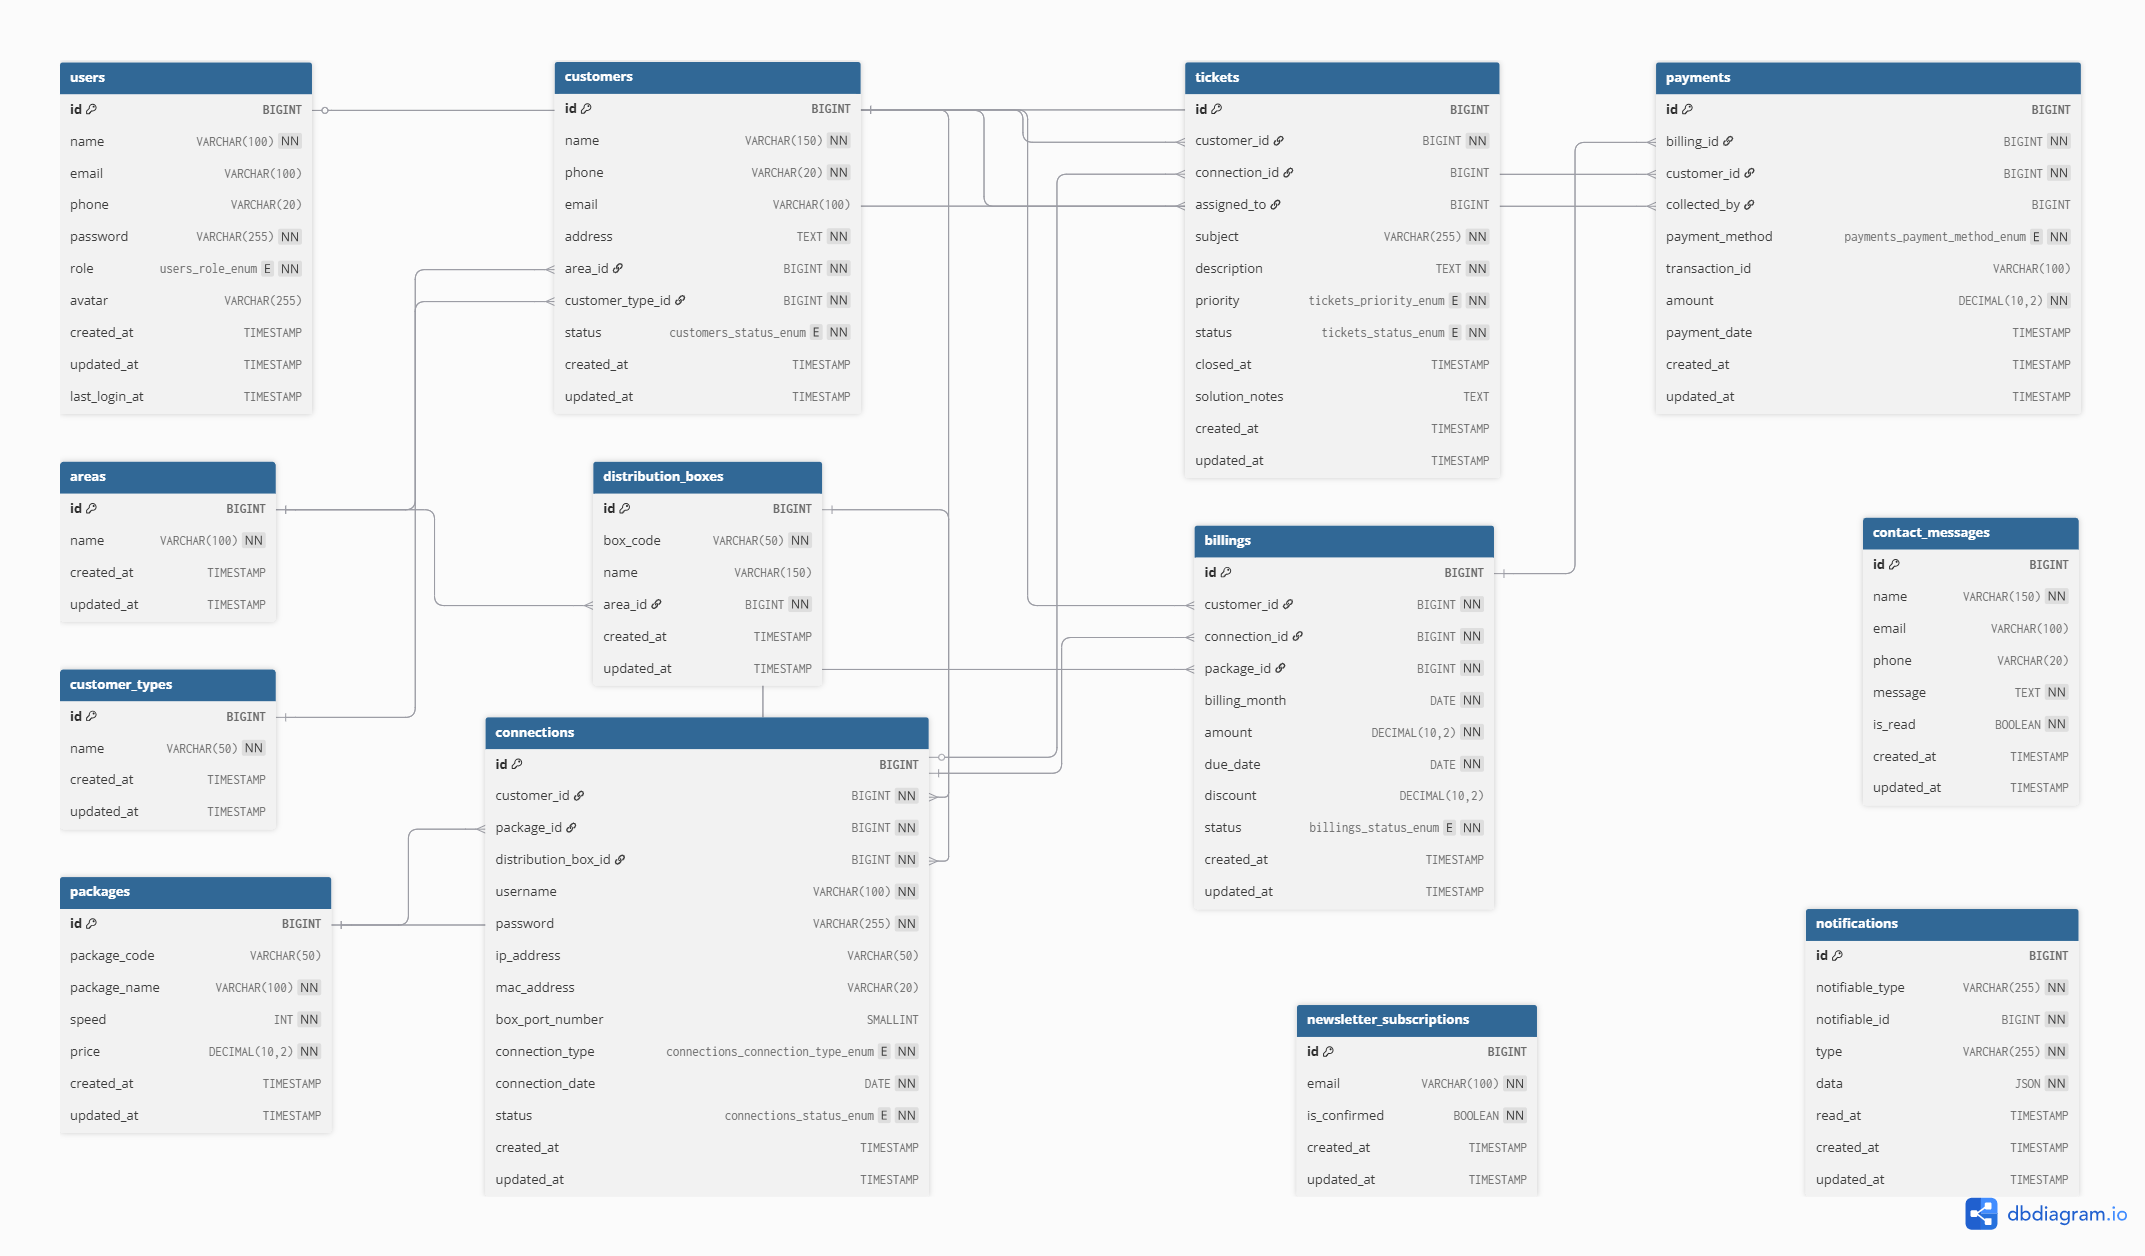 users
id BIGINT
name VARCHAR(100) NN
email VARCHAR(100)
phone VARCHAR(20)
password VARCHAR(255) NN
role users_role_enum E NN
avatar VARCHAR(255)
created_at TIMESTAMP
updated_at TIMESTAMP
last_login_at TIMESTAMP
customers
id BIGINT
name VARCHAR(150) NN
phone VARCHAR(20) NN
email VARCHAR(100)
address TEXT NN
area_id BIGINT NN
customer_type_id BIGINT NN
status customers_status_enum E NN
created_at TIMESTAMP
updated_at TIMESTAMP
tickets
id BIGINT
customer_id BIGINT NN
connection_id BIGINT
assigned_to BIGINT
subject VARCHAR(255) NN
description TEXT NN
priority tickets_priority_enum E NN
status tickets_status_enum E NN
closed_at TIMESTAMP
solution_notes TEXT
created_at TIMESTAMP
updated_at TIMESTAMP
payments
id BIGINT
billing_id BIGINT NN
customer_id BIGINT NN
collected_by BIGINT
payment_method payments_payment_method_enum E NN
transaction_id VARCHAR(100)
amount DECIMAL(10,2) NN
payment_date TIMESTAMP
created_at TIMESTAMP
updated_at TIMESTAMP
areas
id BIGINT
name VARCHAR(100) NN
created_at TIMESTAMP
updated_at TIMESTAMP
distribution_boxes
id BIGINT
box_code VARCHAR(50) NN
name VARCHAR(150)
area_id BIGINT NN
created_at TIMESTAMP
updated_at TIMESTAMP
billings
id BIGINT
customer_id BIGINT NN
connection_id BIGINT NN
package_id BIGINT NN
billing_month DATE NN
amount DECIMAL(10,2) NN
due_date DATE NN
discount DECIMAL(10,2)
status billings_status_enum E NN
created_at TIMESTAMP
updated_at TIMESTAMP
contact_messages
id BIGINT
name VARCHAR(150) NN
email VARCHAR(100)
phone VARCHAR(20)
message TEXT NN
is_read BOOLEAN NN
created_at TIMESTAMP
updated_at TIMESTAMP
customer_types
id BIGINT
name VARCHAR(50) NN
created_at TIMESTAMP
updated_at TIMESTAMP
connections
id BIGINT
customer_id BIGINT NN
package_id BIGINT NN
distribution_box_id BIGINT NN
username VARCHAR(100) NN
password VARCHAR(255) NN
ip_address VARCHAR(50)
mac_address VARCHAR(20)
box_port_number SMALLINT
connection_type connections_connection_type_enum E NN
connection_date DATE NN
status connections_status_enum E NN
created_at TIMESTAMP
updated_at TIMESTAMP
packages
id BIGINT
package_code VARCHAR(50)
package_name VARCHAR(100) NN
speed INT NN
price DECIMAL(10,2) NN
created_at TIMESTAMP
updated_at TIMESTAMP
newsletter_subscriptions
id BIGINT
email VARCHAR(100) NN
is_confirmed BOOLEAN NN
created_at TIMESTAMP
updated_at TIMESTAMP
notifications
id BIGINT
notifiable_type VARCHAR(255) NN
notifiable_id BIGINT NN
type VARCHAR(255) NN
data JSON NN
read_at TIMESTAMP
created_at TIMESTAMP
updated_at TIMESTAMP
dbdiagram.io